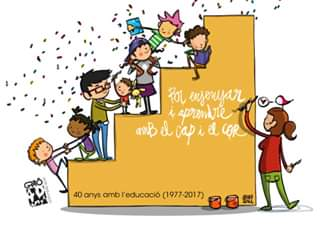 Per ensenyar
i aprendre
amb el cap i el cor
40 anys amb l'educació (1977-2017)